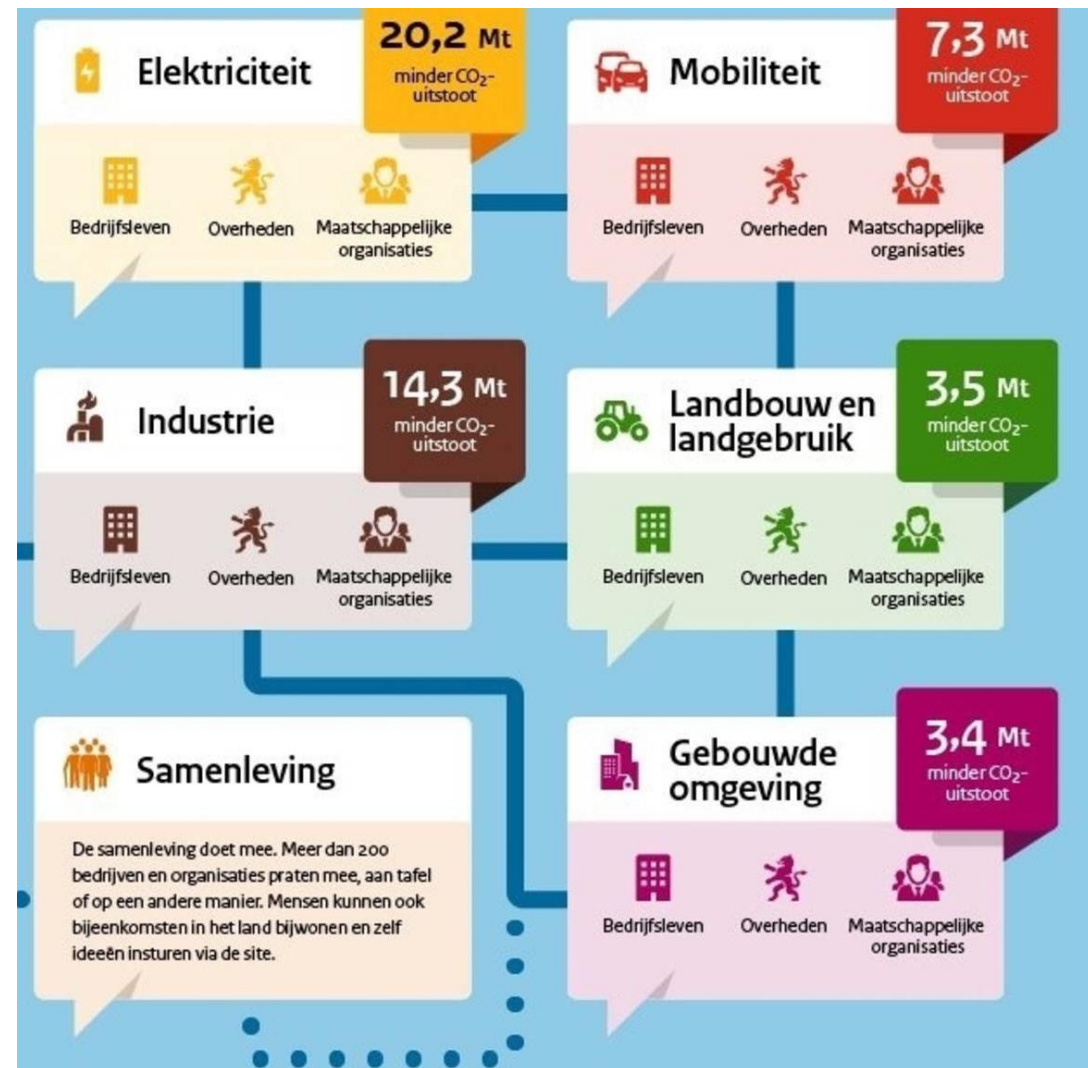 Elektriciteit
20,2 Mt
minder CO₂-
uitstoot
Bedrijfsleven
Overheden
Maatschappelijke
organisaties
Mobiliteit
7,3 Mt
minder CO₂-
uitstoot
Bedrijfsleven
Overheden
Maatschappelijke
organisaties
Industrie
14,3 Mt
minder CO₂-
uitstoot
Bedrijfsleven
Overheden
Maatschappelijke
organisaties
Landbouw en
landgebruik
3,5 Mt
minder CO₂-
uitstoot
Bedrijfsleven
Overheden
Maatschappelijke
organisaties
Samenleving
De samenleving doet mee. Meer dan 200
bedrijven en organisaties praten mee, aan tafel
of op een andere manier. Mensen kunnen ook
bijeenkomsten in het land bijwonen en zelf
ideeën insturen via de site.
Gebouwde
omgeving
3,4 Mt
minder CO₂-
uitstoot
Bedrijfsleven
Overheden
Maatschappelijke
organisaties